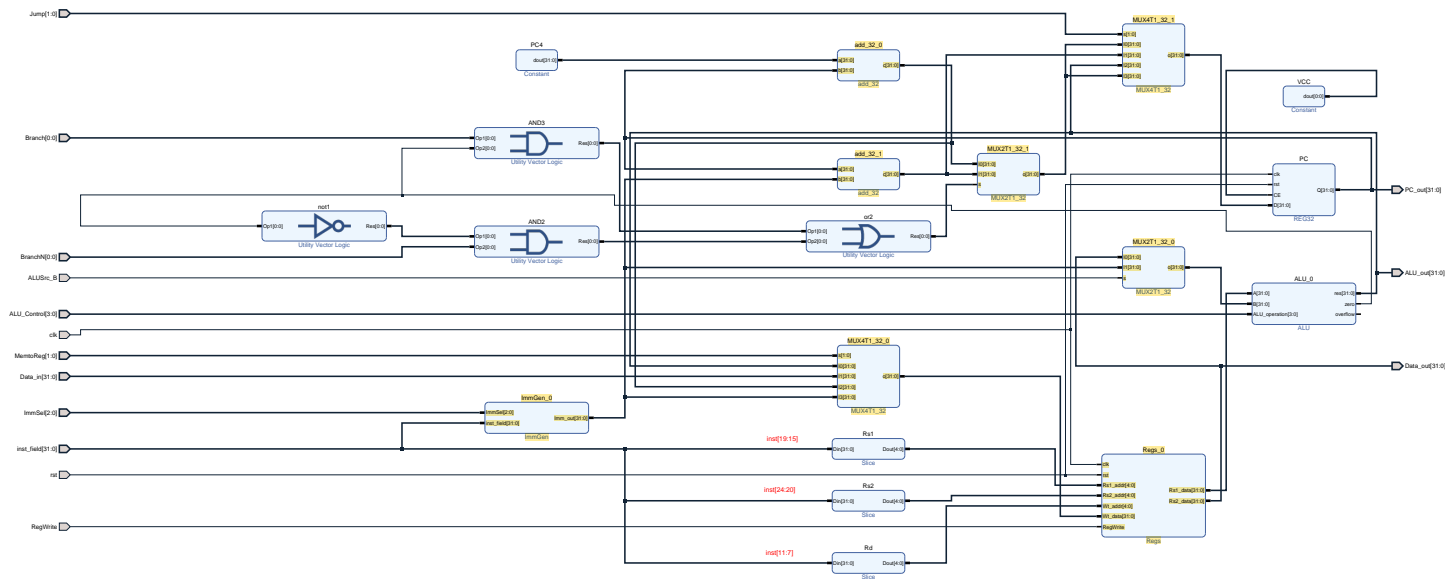 Jump[1:0]
Branch[0:0]
BranchN[0:0]
ALUSrc_B
ALU_Control[3:0]
clk
MemtoReg[1:0]
Data_in[31:0]
ImmSel[2:0]
inst_field[31:0]
rst
RegWrite
PC4
dout[31:0]
Constant
add_32_0
a[31:0]
b[31:0]
c[31:0]
add_32
MUX4T1_32_1
s[1:0]
I0[31:0]
I1[31:0]
I2[31:0]
I3[31:0]
o[31:0]
MUX4T1_32
VCC
dout[0:0]
Constant
AND3
Op1[0:0]
Op2[0:0]
Res[0:0]
Utility Vector Logic
add_32_1
a[31:0]
b[31:0]
c[31:0]
add_32
MUX2T1_32_1
I0[31:0]
I1[31:0]
s
o[31:0]
MUX2T1_32
PC
clk
rst
CE
D[31:0]
Q[31:0]
REG32
PC_out[31:0]
not1
Op1[0:0]
Res[0:0]
Utility Vector Logic
AND2
Op1[0:0]
Op2[0:0]
Res[0:0]
Utility Vector Logic
or2
Op1[0:0]
Op2[0:0]
Res[0:0]
Utility Vector Logic
MUX2T1_32_0
I0[31:0]
I1[31:0]
s
o[31:0]
MUX2T1_32
ALU_0
A[31:0]
B[31:0]
ALU_operation[3:0]
res[31:0]
zero
overflow
ALU
ALU_out[31:0]
Data_out[31:0]
MUX4T1_32_0
s[1:0]
I0[31:0]
I1[31:0]
I2[31:0]
I3[31:0]
o[31:0]
MUX4T1_32
ImmGen_0
ImmSel[2:0]
inst_field[31:0]
Imm_out[31:0]
ImmGen
inst[19:15]
Rs1
Din[31:0]
Dout[4:0]
Slice
inst[24:20]
Rs2
Din[31:0]
Dout[4:0]
Slice
inst[11:7]
Rd
Din[31:0]
Dout[4:0]
Slice
Regs_0
clk
rst
Rs1_addr[4:0]
Rs2_addr[4:0]
Wt_addr[4:0]
Wt_data[31:0]
RegWrite
Rs1_data[31:0]
Rs2_data[31:0]
Regs